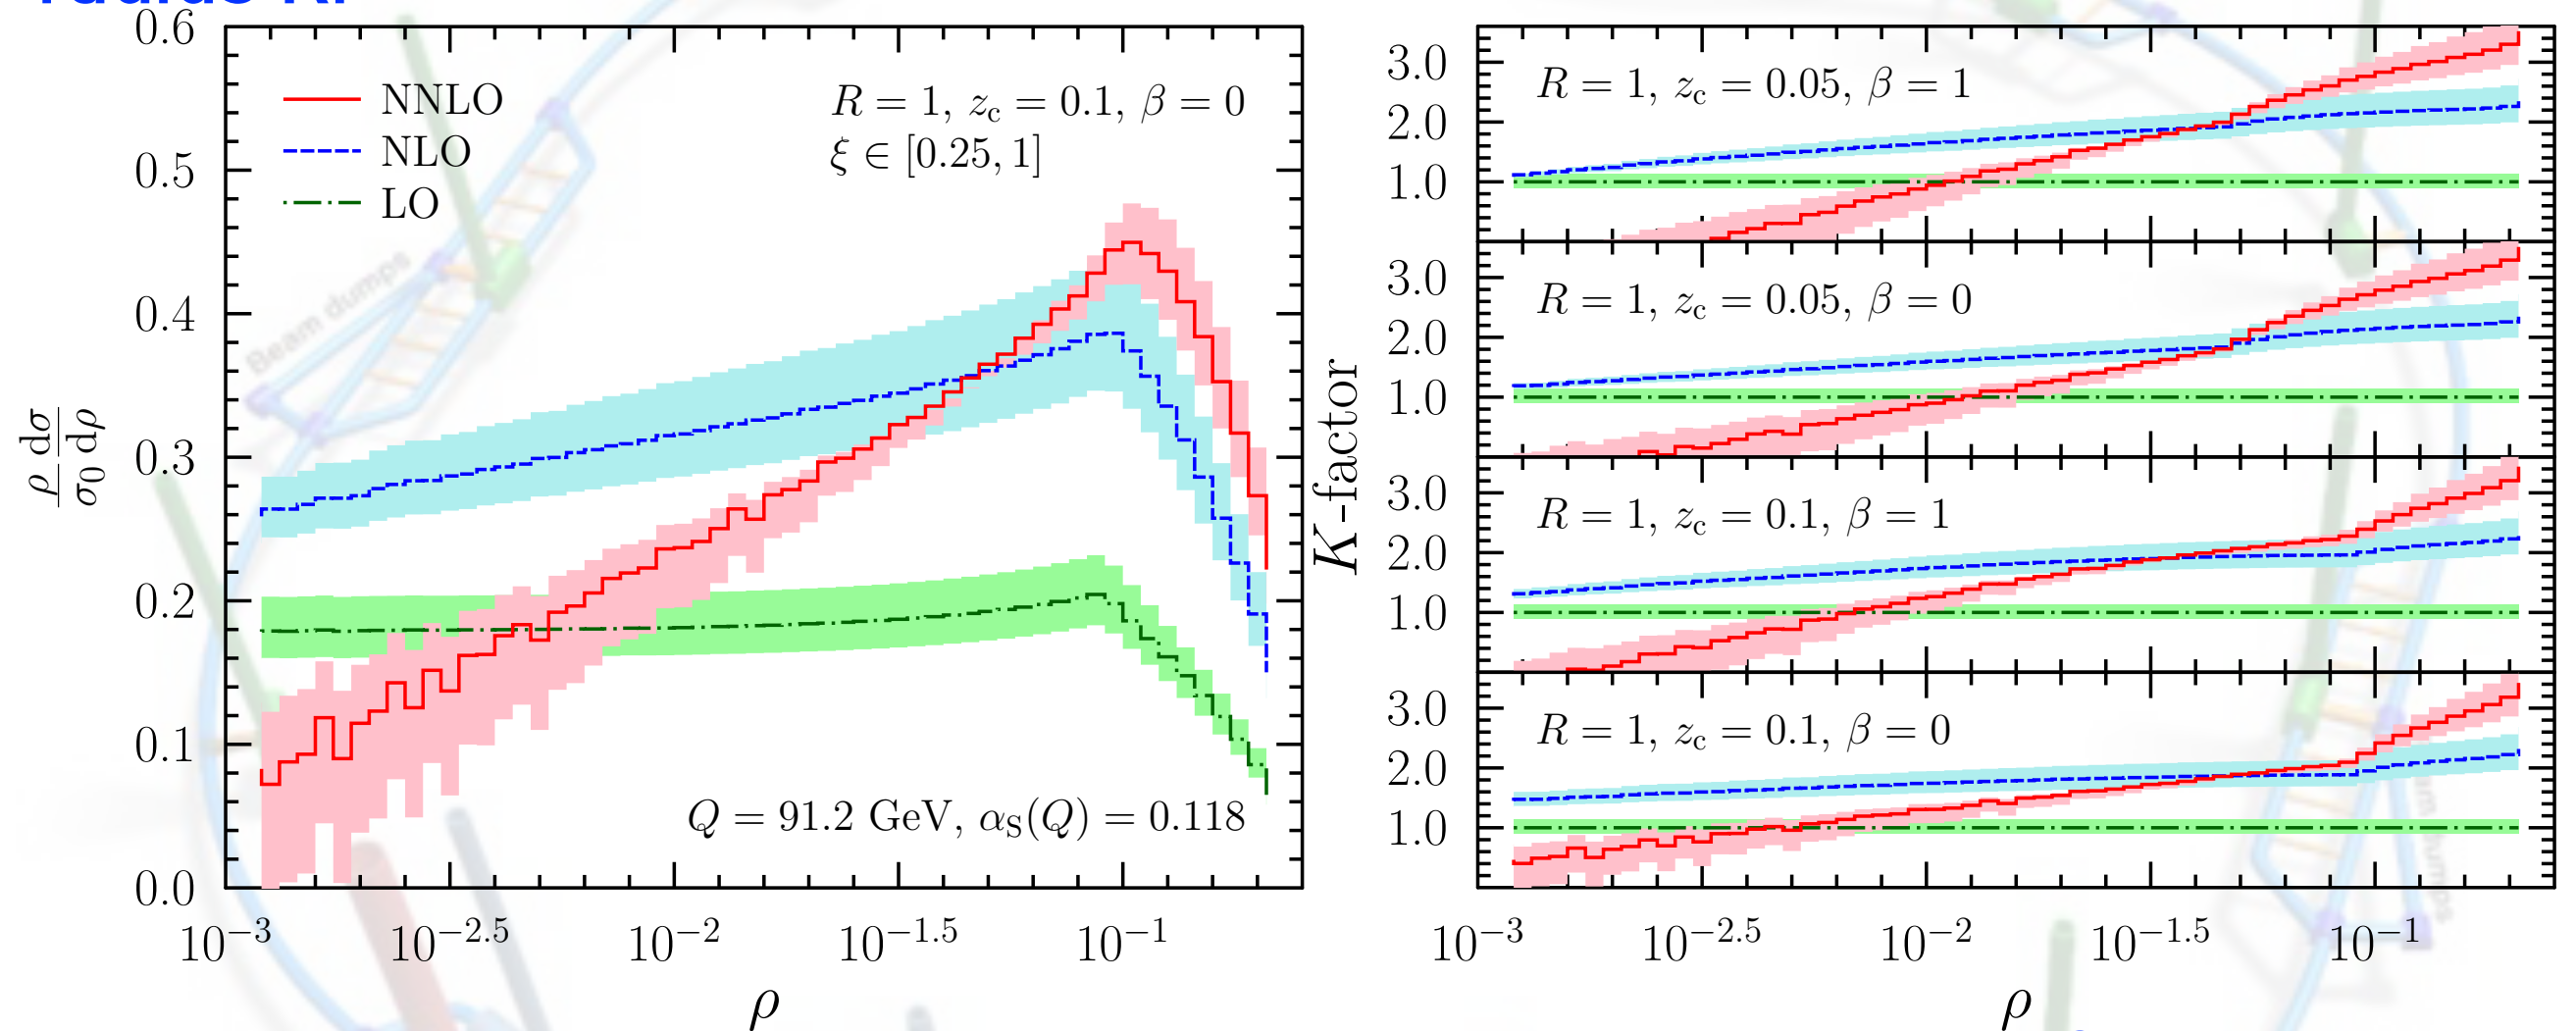 0.6
0.5
0.4
0.3
0.2
0.1
0.0
ρ/σ₀ dσ/dρ
NNLO
NLO
LO
R = 1, z_c = 0.1, β = 0
ξ ∈ [0.25, 1]
Q = 91.2 GeV, α_S(Q) = 0.118
Beam dumps
10⁻³ 10⁻²·⁵ 10⁻² 10⁻¹·⁵ 10⁻¹
ρ
K-factor
3.0
2.0
1.0
R = 1, z_c = 0.05, β = 1
3.0
2.0
1.0
R = 1, z_c = 0.05, β = 0
3.0
2.0
1.0
R = 1, z_c = 0.1, β = 1
3.0
2.0
1.0
R = 1, z_c = 0.1, β = 0
10⁻³ 10⁻²·⁵ 10⁻² 10⁻¹·⁵ 10⁻¹
ρ